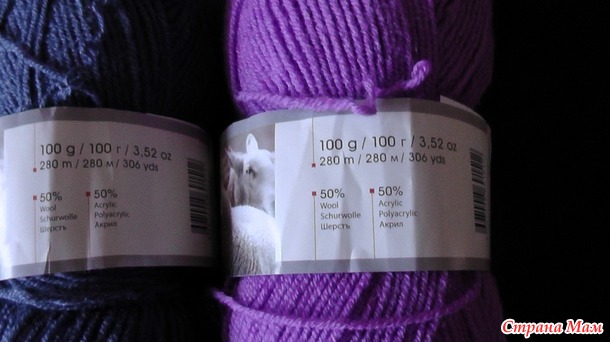 100 g / 100 г / 3,52 oz
280 m / 280 м / 306 yds
50%
Wool
Schurwolle
Шерсть
50%
Acrylic
Polyacrylic
Акрил
100 g / 100 г / 3,52 oz
280 m / 280 м / 306 yds
50%
Wool
Schurwolle
Шерсть
50%
Acrylic
Polyacrylic
Акрил
Страна Мам